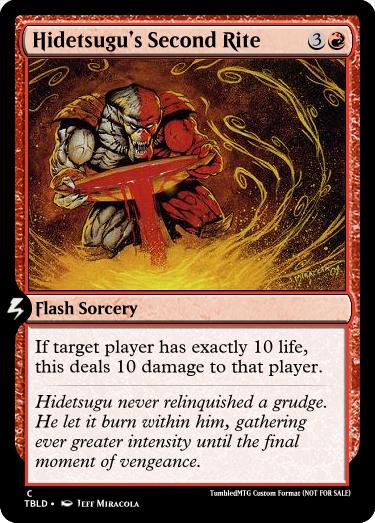 Hidetsugu's Second Rite 3
Flash Sorcery
If target player has exactly 10 life,
this deals 10 damage to that player.
Hidetsugu never relinquished a grudge.
He let it burn within him, gathering
ever greater intensity until the final
moment of vengeance.
C
TBLD • Jeff Miracola
TumbledMTG Custom Format (NOT FOR SALE)